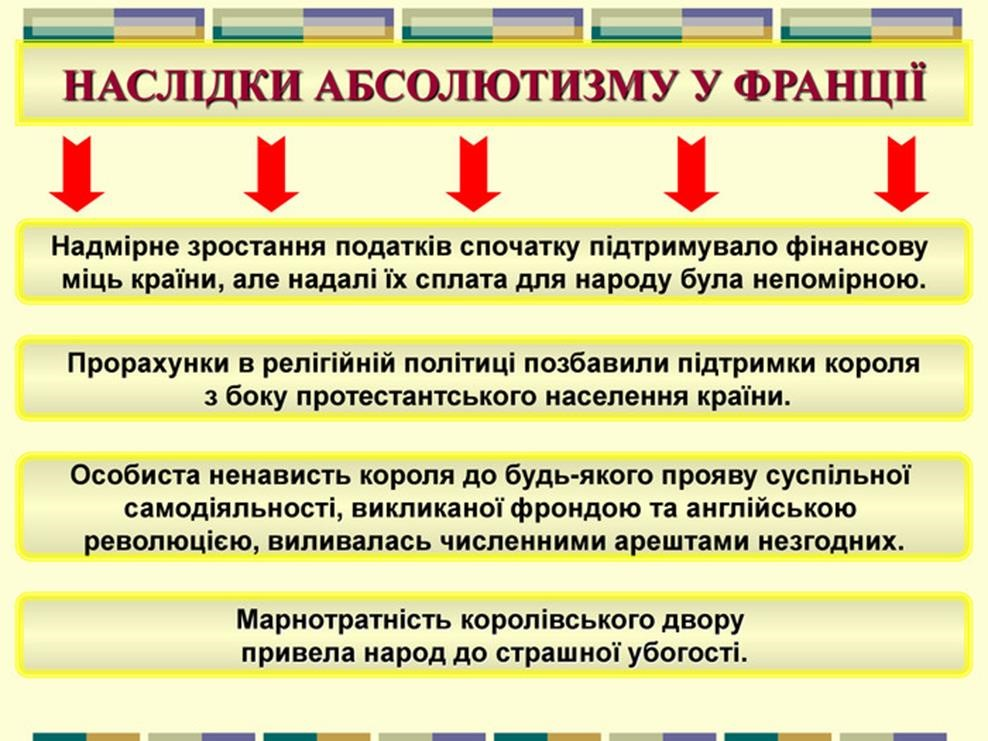 НАСЛІДКИ АБСОЛЮТИЗМУ У ФРАНЦІЇ
Надмірне зростання податків спочатку підтримувало фінансову
міць країни, але надалі їх сплата для народу була непомірною.
Прорахунки в релігійній політиці позбавили підтримки короля
з боку протестантського населення країни.
Особиста ненависть короля до будь-якого прояву суспільної
самодіяльності, викликаної фрондою та англійською
революцією, виливалась численними арештами незгодних.
Марнотратність королівського двору
привела народ до страшної убогості.